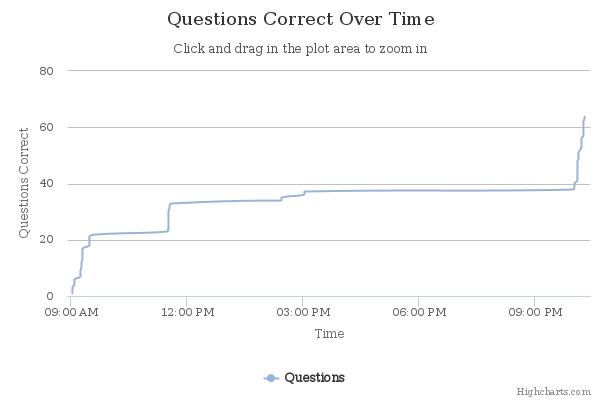 Questions Correct Over Time
Click and drag in the plot area to zoom in
80
60
40
20
0
Questions Correct
09:00 AM
12:00 PM
03:00 PM
06:00 PM
09:00 PM
Time
Questions
Highcharts.com